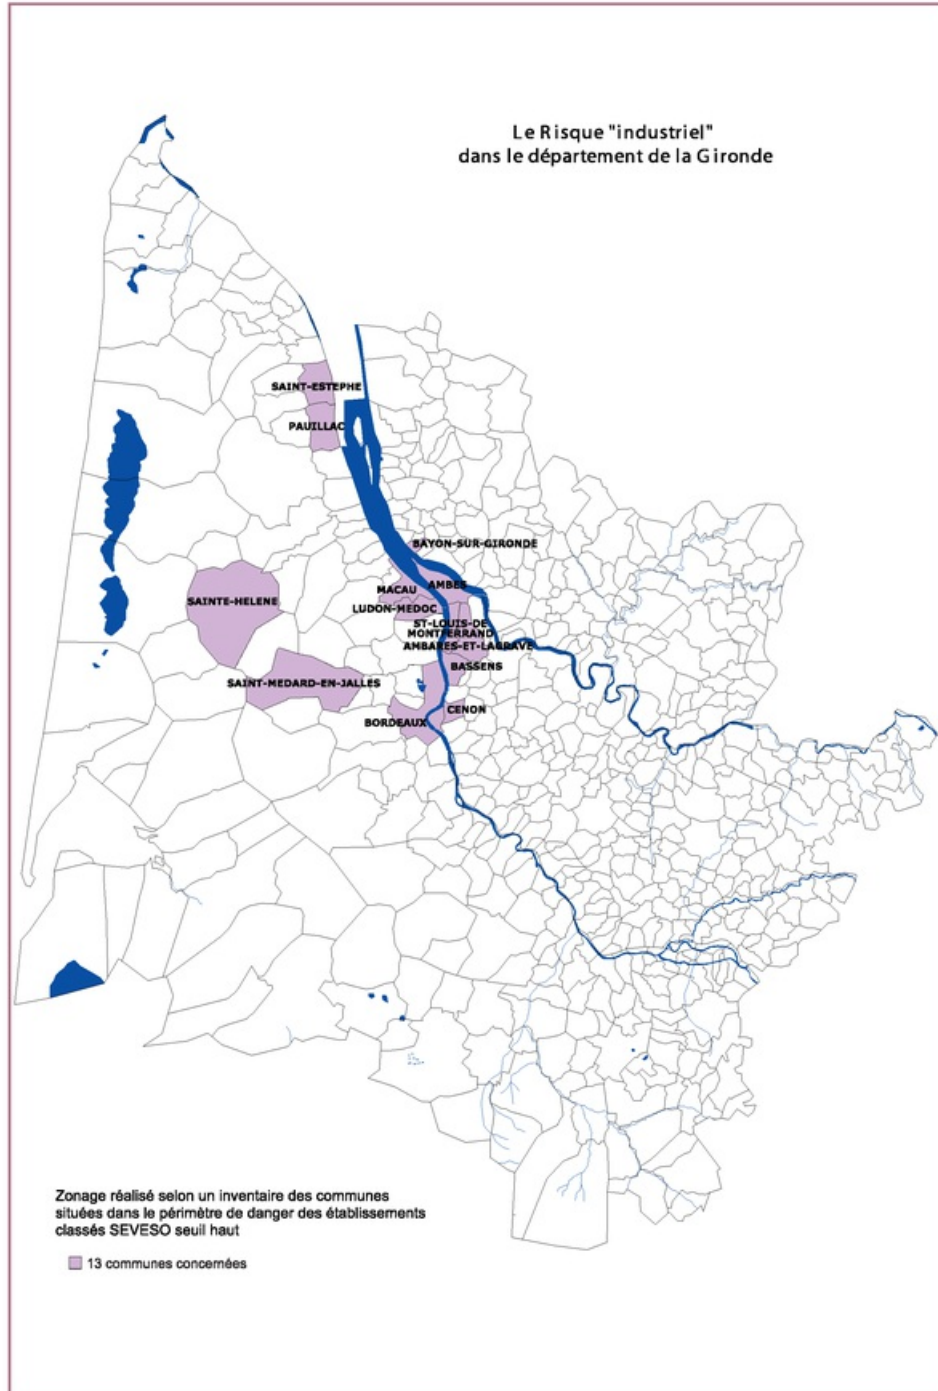 Le Risque "industriel"
dans le département de la Gironde
SAINT-ESTEPHE
PAUILLAC
BAYON-SUR-GIRONDE
AMBES
MACAU
SAINTE-HELENE
LUDON-MEDOC
ST-LOUIS-DE
MONTFERRAND
AMBARES-ET-LAGRAVE
BASSENS
SAINT-MEDARD-EN-JALLES
CENON
BORDEAUX
Zonage réalisé selon un inventaire des communes
situées dans le périmètre de danger des établissements
classés SEVESO seuil haut
13 communes concernées